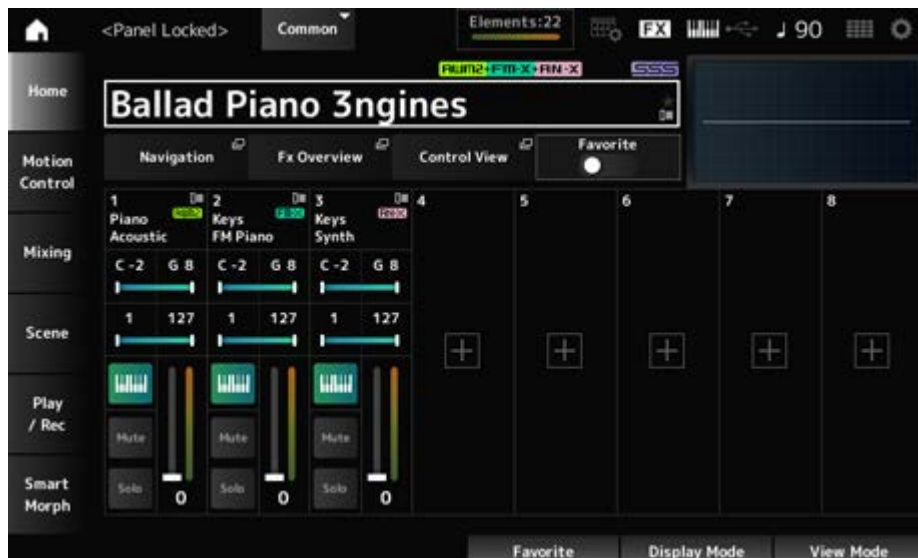 <Panel Locked>
Common
Elements:22
FX
♩ 90
AWM2+FM-X+AN-X
SSS
Home
Ballad Piano 3ngines
Navigation
Fx Overview
Control View
Favorite
Motion
Control
1 2 3 4 5 6 7 8
Piano
Acoustic
AWM2
Keys
FM Piano
FM-X
Keys
Synth
AN-X
Mixing
C -2 G 8 C -2 G 8 C -2 G 8
Scene
1 127 1 127 1 127
Play
/ Rec
Mute Mute Mute
Smart
Morph
Solo 0 Solo 0 Solo 0
Favorite Display Mode View Mode